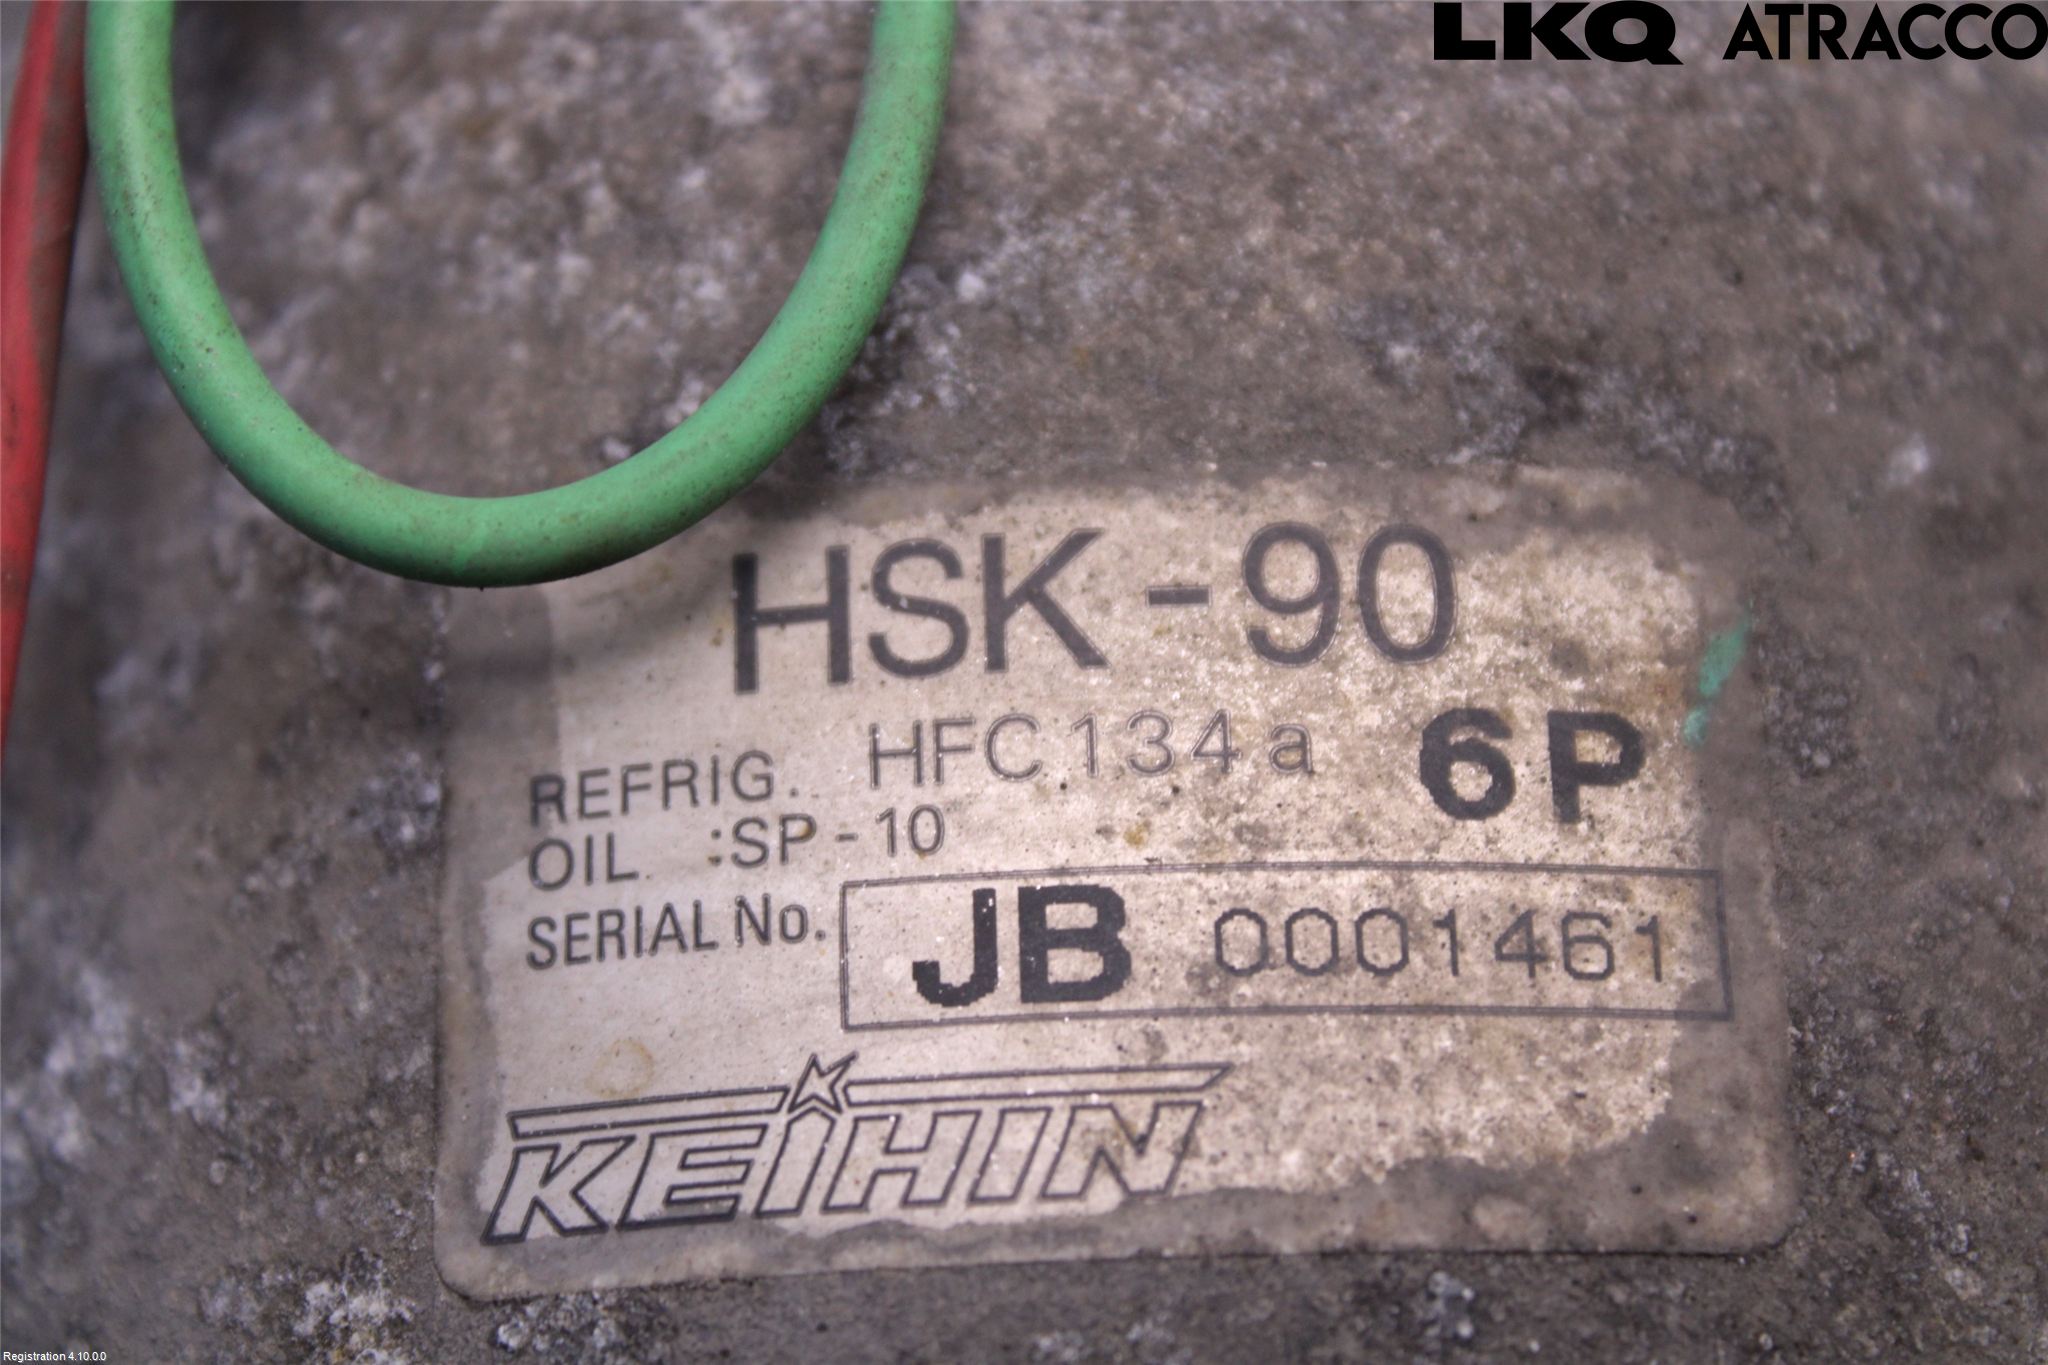 LKQ ATRACCO
HSK-90
REFRIG. HFC134a 6P
OIL :SP-10
SERIAL No. JB 0001461
KEIHIN
Registration 4.10.0.0